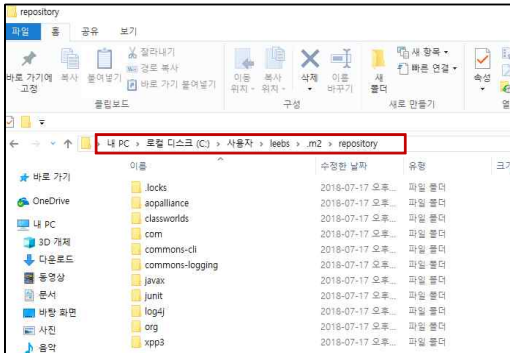 repository
파일 홈 공유 보기
바로 가기에 고정
복사
붙여넣기
잘라내기
경로 복사
바로 가기 붙여넣기
이동 위치
복사 위치
삭제
이름 바꾸기
새 폴더
새 항목
빠른 연결
속성
클립보드 구성 새로 만들기
내 PC > 로컬 디스크 (C:) > 사용자 > leebs > .m2 > repository
이름 수정한 날짜 유형 크기
바로 가기
OneDrive
내 PC
3D 개체
다운로드
동영상
문서
바탕 화면
사진
음악
.locks 2018-07-17 오후... 파일 폴더
aopalliance 2018-07-17 오후... 파일 폴더
classworlds 2018-07-17 오후... 파일 폴더
com 2018-07-17 오후... 파일 폴더
commons-cli 2018-07-17 오후... 파일 폴더
commons-logging 2018-07-17 오후... 파일 폴더
javax 2018-07-17 오후... 파일 폴더
junit 2018-07-17 오후... 파일 폴더
log4j 2018-07-17 오후... 파일 폴더
org 2018-07-17 오후... 파일 폴더
xpp3 2018-07-17 오후... 파일 폴더